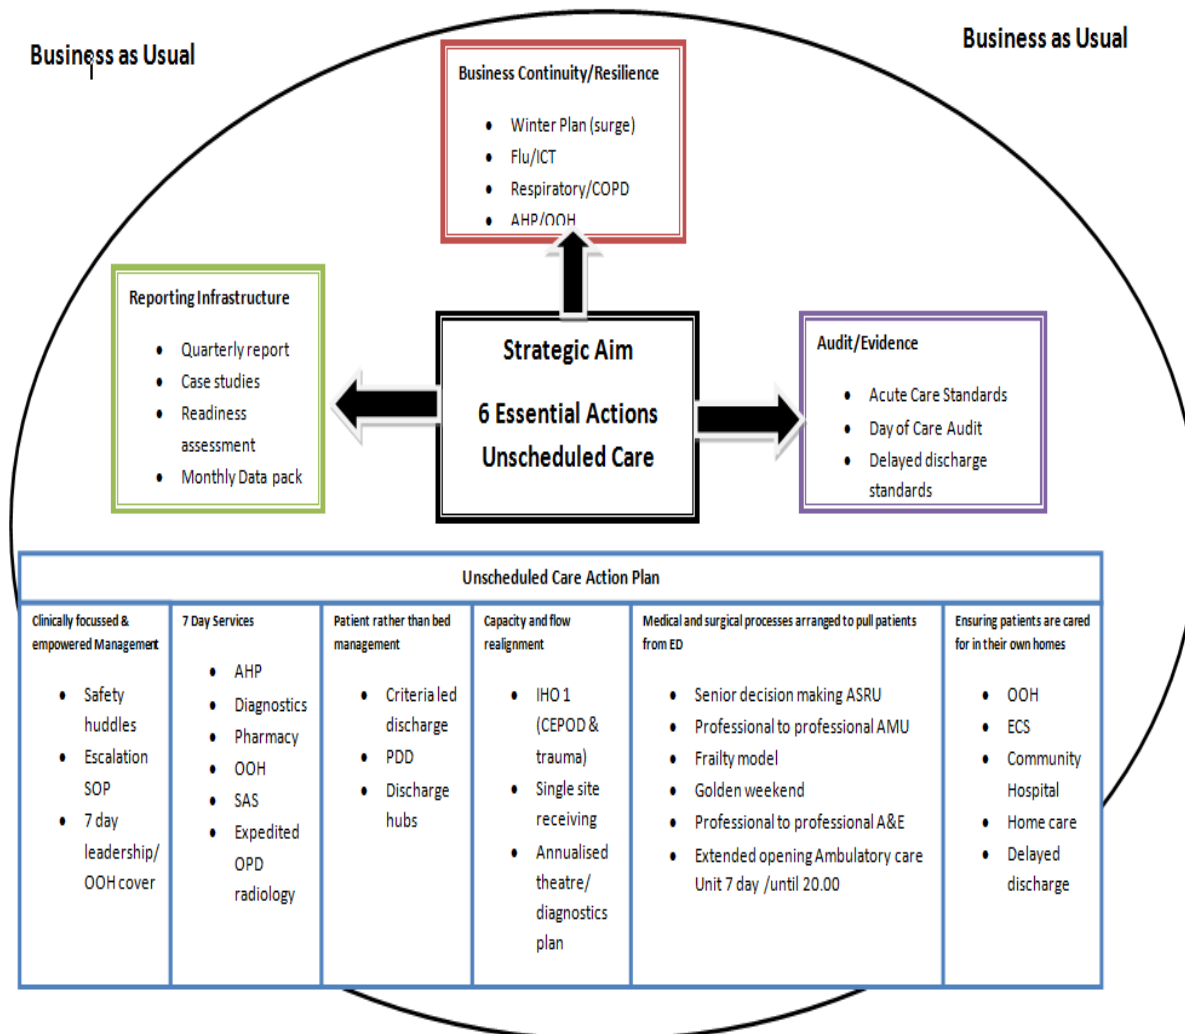 Business as Usual
Business as Usual
Business Continuity/Resilience
• Winter Plan (surge)
• Flu/ICT
• Respiratory/COPD
• AHP/OOH
Reporting Infrastructure
• Quarterly report
• Case studies
• Readiness
assessment
• Monthly Data pack
Strategic Aim
6 Essential Actions
Unscheduled Care
Audit/Evidence
• Acute Care Standards
• Day of Care Audit
• Delayed discharge
standards
Unscheduled Care Action Plan
Clinically focussed &
empowered Management
• Safety
huddles
• Escalation
SOP
• 7 day
leadership/
OOH cover
7 Day Services
• AHP
• Diagnostics
• Pharmacy
• OOH
• SAS
• Expedited
OPD
radiology
Patient rather than bed
management
• Criteria led
discharge
• PDD
• Discharge
hubs
Capacity and flow
realignment
• IHO 1
(CEPOD &
trauma)
• Single site
receiving
• Annualised
theatre/
diagnostics
plan
Medical and surgical processes arranged to pull patients
from ED
• Senior decision making ASRU
• Professional to professional AMU
• Frailty model
• Golden weekend
• Professional to professional A&E
• Extended opening Ambulatory care
Unit 7 day /until 20.00
Ensuring patients are cared
for in their own homes
• OOH
• ECS
• Community
Hospital
• Home care
• Delayed
discharge